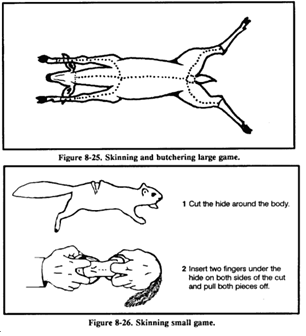 Figure 8-25. Skinning and butchering large game.
1 Cut the hide around the body.
2 Insert two fingers under the
hide on both sides of the cut
and pull both pieces off.
Figure 8-26. Skinning small game.